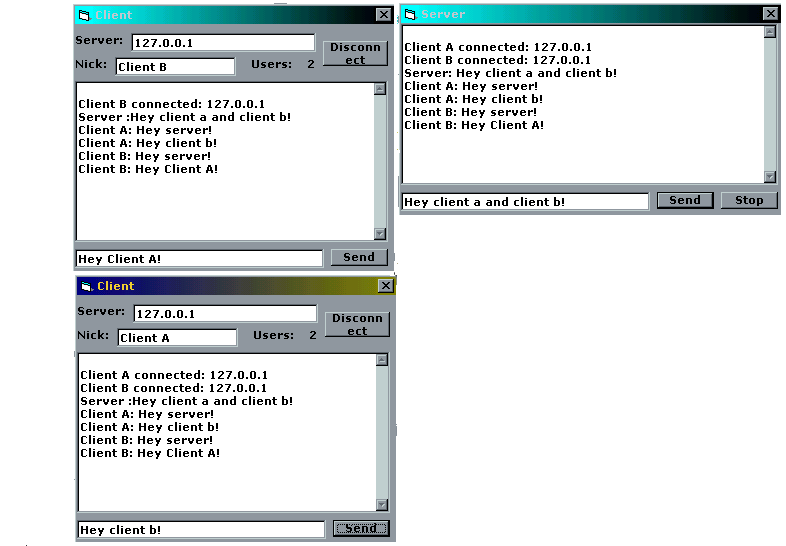 Client
Server: 127.0.0.1
Disconn
ect
Nick: Client B Users: 2
Client B connected: 127.0.0.1
Server :Hey client a and client b!
Client A: Hey server!
Client A: Hey client b!
Client B: Hey server!
Client B: Hey Client A!
Hey Client A! Send
Server
Client A connected: 127.0.0.1
Client B connected: 127.0.0.1
Server: Hey client a and client b!
Client A: Hey server!
Client A: Hey client b!
Client B: Hey server!
Client B: Hey Client A!
Hey client a and client b! Send Stop
Client
Server: 127.0.0.1
Disconn
ect
Nick: Client A Users: 2
Client A connected: 127.0.0.1
Client B connected: 127.0.0.1
Server :Hey client a and client b!
Client A: Hey server!
Client A: Hey client b!
Client B: Hey server!
Client B: Hey Client A!
Hey client b! Send